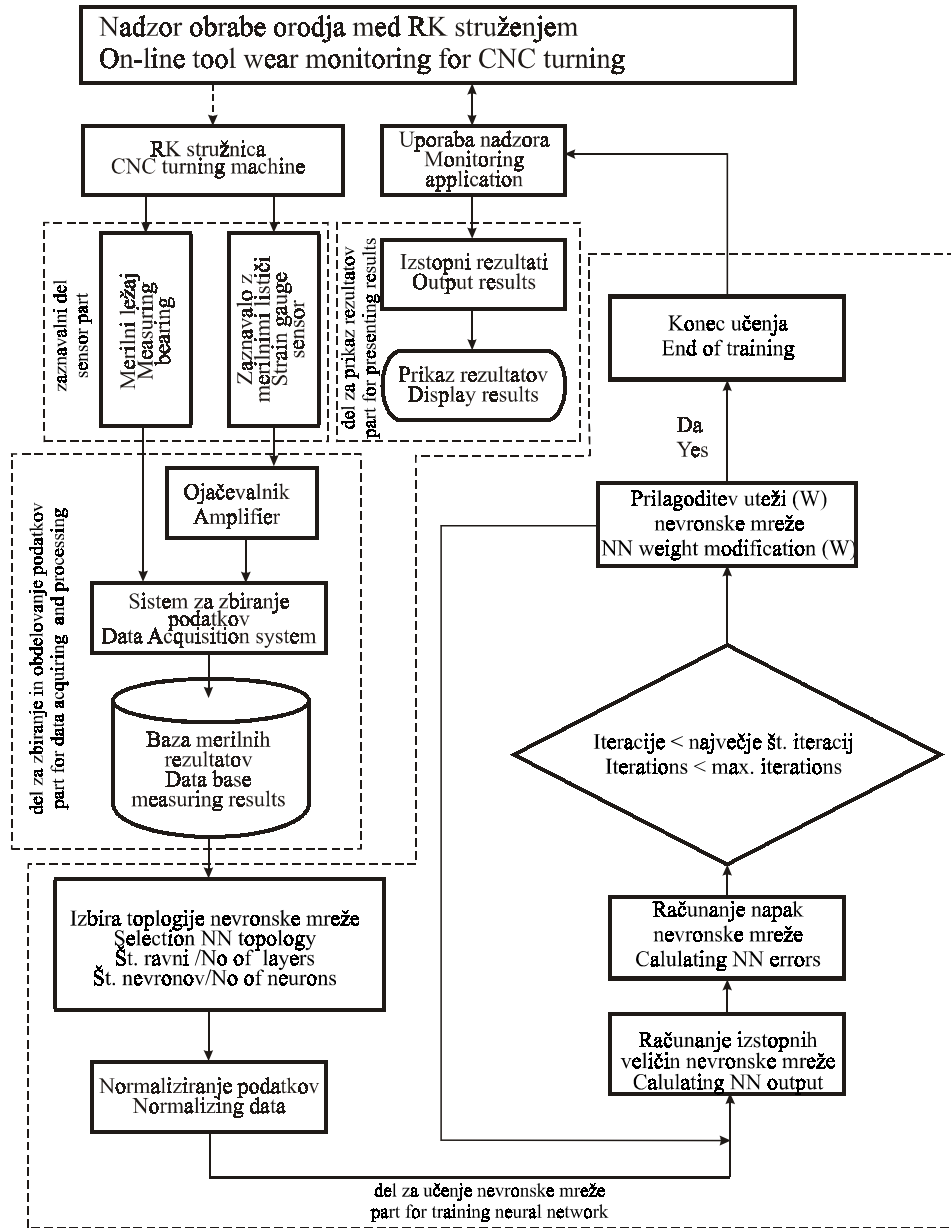 Nadzor obrabe orodja med RK struženjem
On-line tool wear monitoring for CNC turning
RK stružnica
CNC turning machine
Uporaba nadzora
Monitoring
application
zaznavalni del
sensor part
Merilni ležaj
Measuring
bearing
Zaznavalo z
merilnimi lističi
Strain gauge
sensor
del za prikaz rezultatov
part for presenting results
Izstopni rezultati
Output results
Prikaz rezultatov
Display results
Konec učenja
End of training
Da
Yes
Prilagoditev uteži (W)
nevronske mreže
NN weight modification (W)
del za zbiranje in obdelovanje podatkov
part for data acquiring and processing
Ojačevalnik
Amplifier
Sistem za zbiranje
podatkov
Data Acquisition system
Baza merilnih
rezultatov
Data base
measuring results
Iteracije < največje št. iteracij
Iterations < max. iterations
Izbira toplogije nevronske mreže
Selection NN topology
Št. ravni /No of layers
Št. nevronov/No of neurons
Računanje napak
nevronske mreže
Calulating NN errors
Računanje izstopnih
veličin nevronske mreže
Calulating NN output
Normaliziranje podatkov
Normalizing data
del za učenje nevronske mreže
part for training neural network